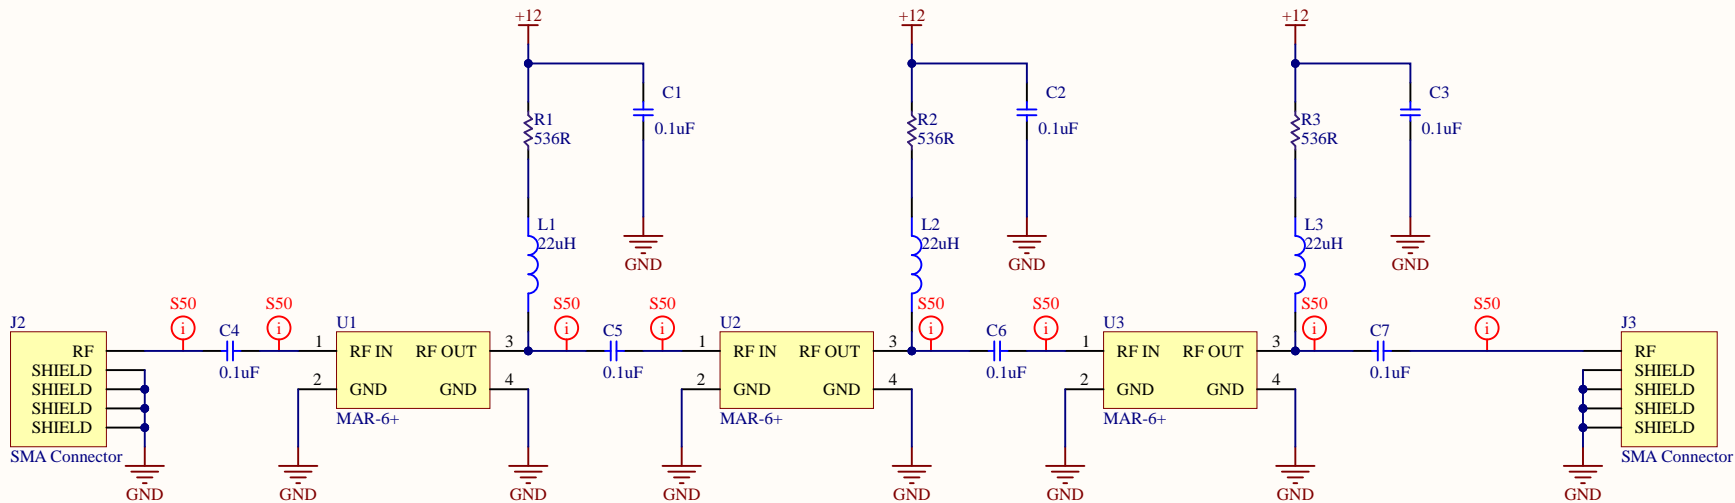 +12
+12
+12
C1
0.1uF
R1
536R
C2
0.1uF
R2
536R
C3
0.1uF
R3
536R
L1
22uH
GND
L2
22uH
GND
L3
22uH
GND
J2
RF
SHIELD
SHIELD
SHIELD
SHIELD
SMA Connector
GND
S50
i
C4
0.1uF
S50
i
U1
1
RF IN
RF OUT
3
2
GND
GND
4
MAR-6+
GND
GND
S50
i
C5
0.1uF
S50
i
U2
1
RF IN
RF OUT
3
2
GND
GND
4
MAR-6+
GND
GND
S50
i
C6
0.1uF
S50
i
U3
1
RF IN
RF OUT
3
2
GND
GND
4
MAR-6+
GND
GND
S50
i
C7
0.1uF
S50
i
J3
RF
SHIELD
SHIELD
SHIELD
SHIELD
SMA Connector
GND